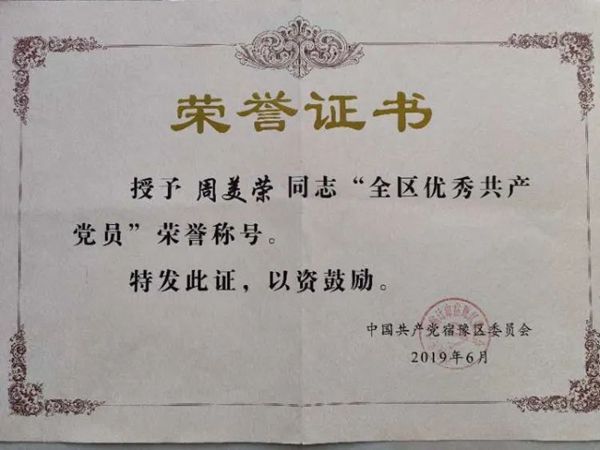 荣誉证书
授予 周美荣 同志“全区优秀共产
党员”荣誉称号。
特发此证，以资鼓励。
中国共产党宿豫区委员会
2019年6月